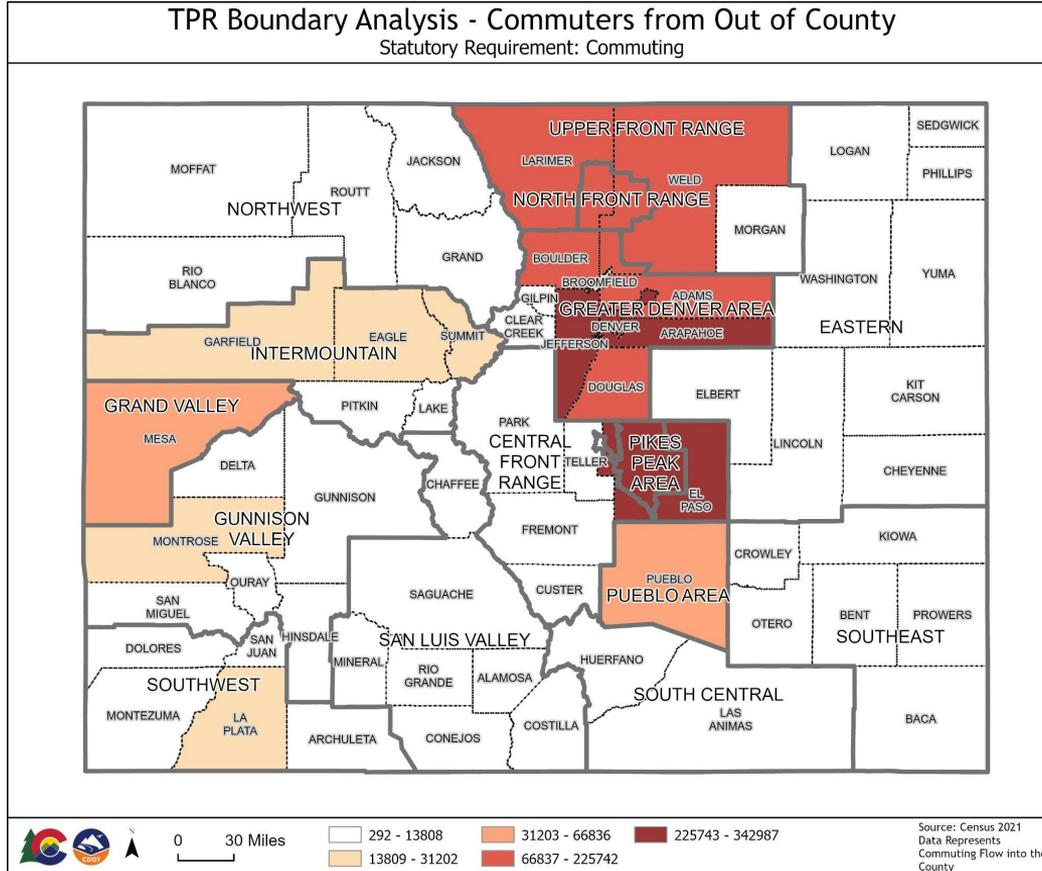 TPR Boundary Analysis - Commuters from Out of County
Statutory Requirement: Commuting
UPPER FRONT RANGE
SEDGWICK
LOGAN
JACKSON
LARIMER
MOFFAT
PHILLIPS
WELD
ROUTT
NORTH FRONT RANGE
NORTHWEST
MORGAN
GRAND
BOULDER
RIO
BLANCO
YUMA
WASHINGTON
BROOMFIELD
GILPIN
ADAMS
GREATER DENVER AREA
CLEAR
CREEK
DENVER
EASTERN
ARAPAHOE
EAGLE
SUMMIT
GARFIELD
JEFFERSON
INTERMOUNTAIN
DOUGLAS
KIT
CARSON
ELBERT
GRAND VALLEY
PITKIN
LAKE
PARK
MESA
CENTRAL
FRONT
RANGE
PIKES
PEAK
AREA
LINCOLN
TELLER
DELTA
CHEYENNE
CHAFFEE
GUNNISON
EL
PASO
GUNNISON
VALLEY
FREMONT
KIOWA
MONTROSE
CROWLEY
OURAY
PUEBLO
PUEBLO AREA
CUSTER
SAGUACHE
SAN
MIGUEL
BENT
PROWERS
OTERO
SOUTHEAST
HINSDALE
SAN LUIS VALLEY
SAN
JUAN
DOLORES
HUERFANO
MINERAL
RIO
GRANDE
ALAMOSA
SOUTHWEST
SOUTH CENTRAL
MONTEZUMA
LA
PLATA
LAS
ANIMAS
BACA
COSTILLA
ARCHULETA
CONEJOS
CDOT
N
0 30 Miles
292 - 13808
13809 - 31202
31203 - 66836
66837 - 225742
225743 - 342987
Source: Census 2021
Data Represents
Commuting Flow into the
County